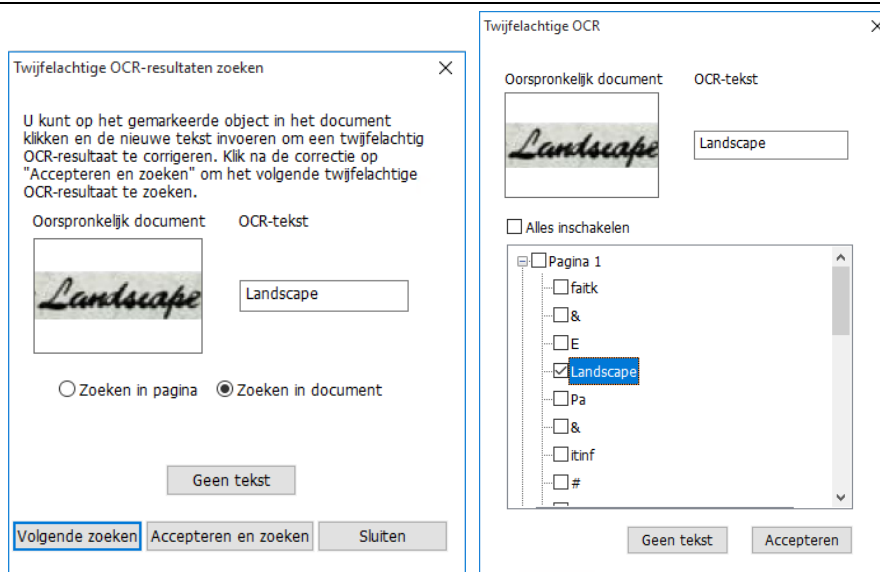 Twijfelachtige OCR-resultaten zoeken
U kunt op het gemarkeerde object in het document
klikken en de nieuwe tekst invoeren om een twijfelachtig
OCR-resultaat te corrigeren. Klik na de correctie op
"Accepteren en zoeken" om het volgende twijfelachtige
OCR-resultaat te zoeken.
Oorspronkelijk document OCR-tekst
Landscape
Landscape
Zoeken in pagina Zoeken in document
Geen tekst
Volgende zoeken Accepteren en zoeken Sluiten
Twijfelachtige OCR
Oorspronkelijk document OCR-tekst
Landscape
Landscape
Alles inschakelen
Pagina 1
faitk
&
E
Landscape
Pa
&
itinf
#
Geen tekst Accepteren